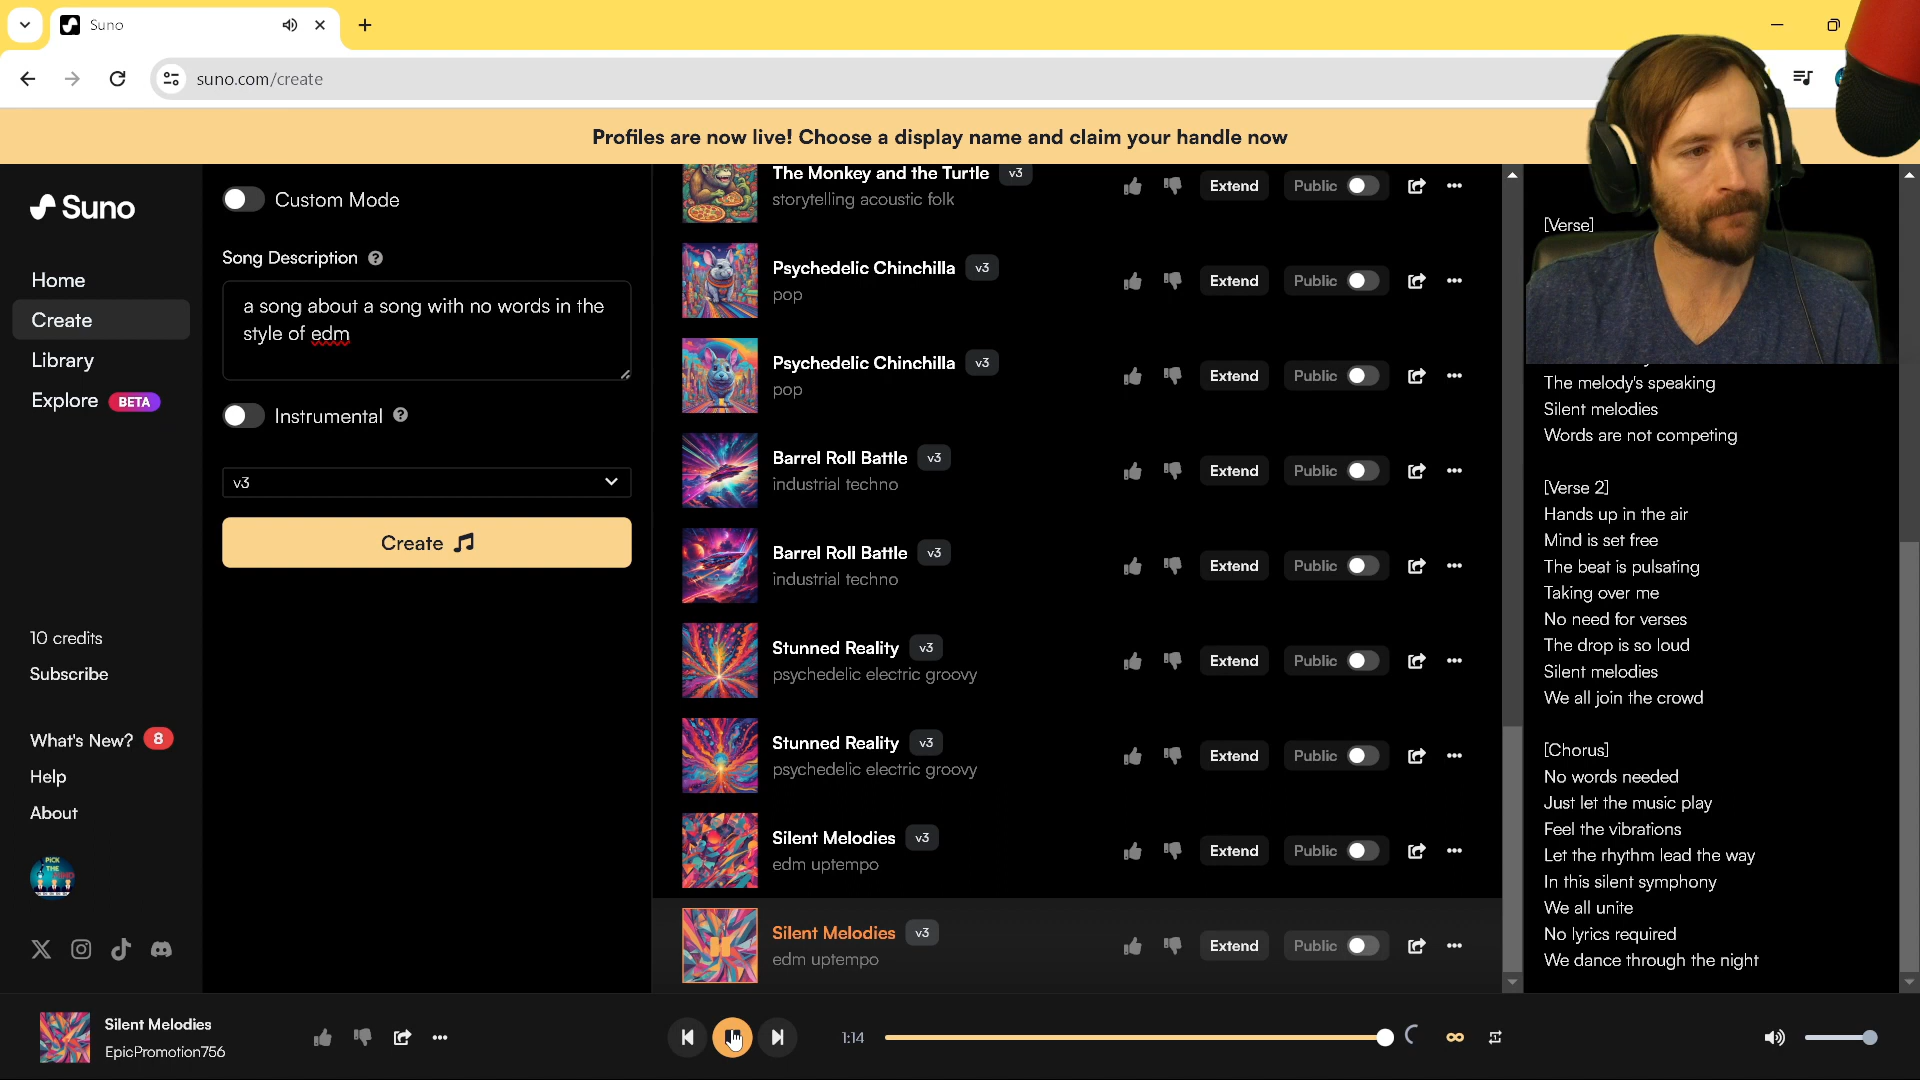 Suno
suno.com/create
Profiles are now live! Choose a display name and claim your handle now
Suno
Home
Create
Library
Explore BETA
10 credits
Subscribe
What's New? 8
Help
About
Custom Mode
Song Description
a song about a song with no words in the
style of edm
Instrumental
v3
Create
The Monkey and the Turtle v3
storytelling acoustic folk
Extend Public
Psychedelic Chinchilla v3
pop
Extend Public
Psychedelic Chinchilla v3
pop
Extend Public
Barrel Roll Battle v3
industrial techno
Extend Public
Barrel Roll Battle v3
industrial techno
Extend Public
Stunned Reality v3
psychedelic electric groovy
Extend Public
Stunned Reality v3
psychedelic electric groovy
Extend Public
Silent Melodies v3
edm uptempo
Extend Public
Silent Melodies v3
edm uptempo
Extend Public
[Verse]
The melody's speaking
Silent melodies
Words are not competing
[Verse 2]
Hands up in the air
Mind is set free
The beat is pulsating
Taking over me
No need for verses
The drop is so loud
Silent melodies
We all join the crowd
[Chorus]
No words needed
Just let the music play
Feel the vibrations
Let the rhythm lead the way
In this silent symphony
We all unite
No lyrics required
We dance through the night
Silent Melodies
EpicPromotion756
1:14
PICK
THE